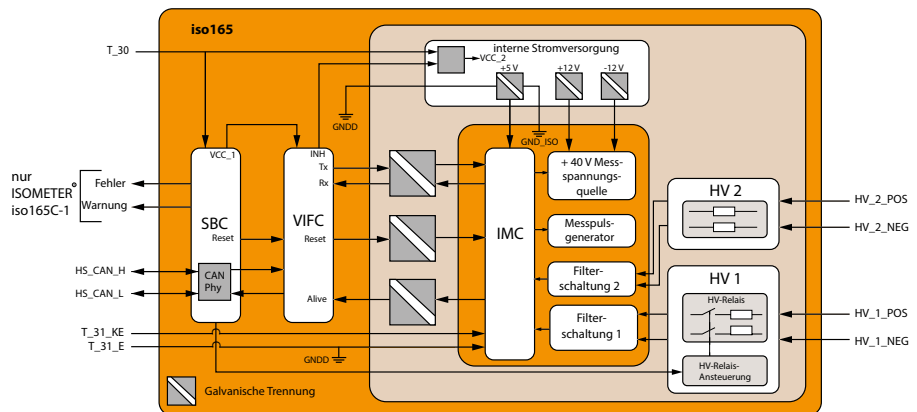 iso165
T_30
interne Stromversorgung
VCC_2
+5 V
+12 V
-12 V
GNDD
GND_ISO
VCC_1
INH
Tx
Rx
nur
ISOMETER®
iso165C-1
Fehler
Warnung
SBC
VIFC
IMC
Reset
Reset
+ 40 V Mess-
spannungs-
quelle
Messpuls-
generator
HV 2
HV_2_POS
HV_2_NEG
HS_CAN_H
HS_CAN_L
CAN
Phy
Alive
Filter-
schaltung 2
Filter-
schaltung 1
HV 1
HV-Relais
HV_1_POS
HV_1_NEG
T_31_KE
T_31_E
GNDD
HV-Relais-
Ansteuerung
Galvanische Trennung